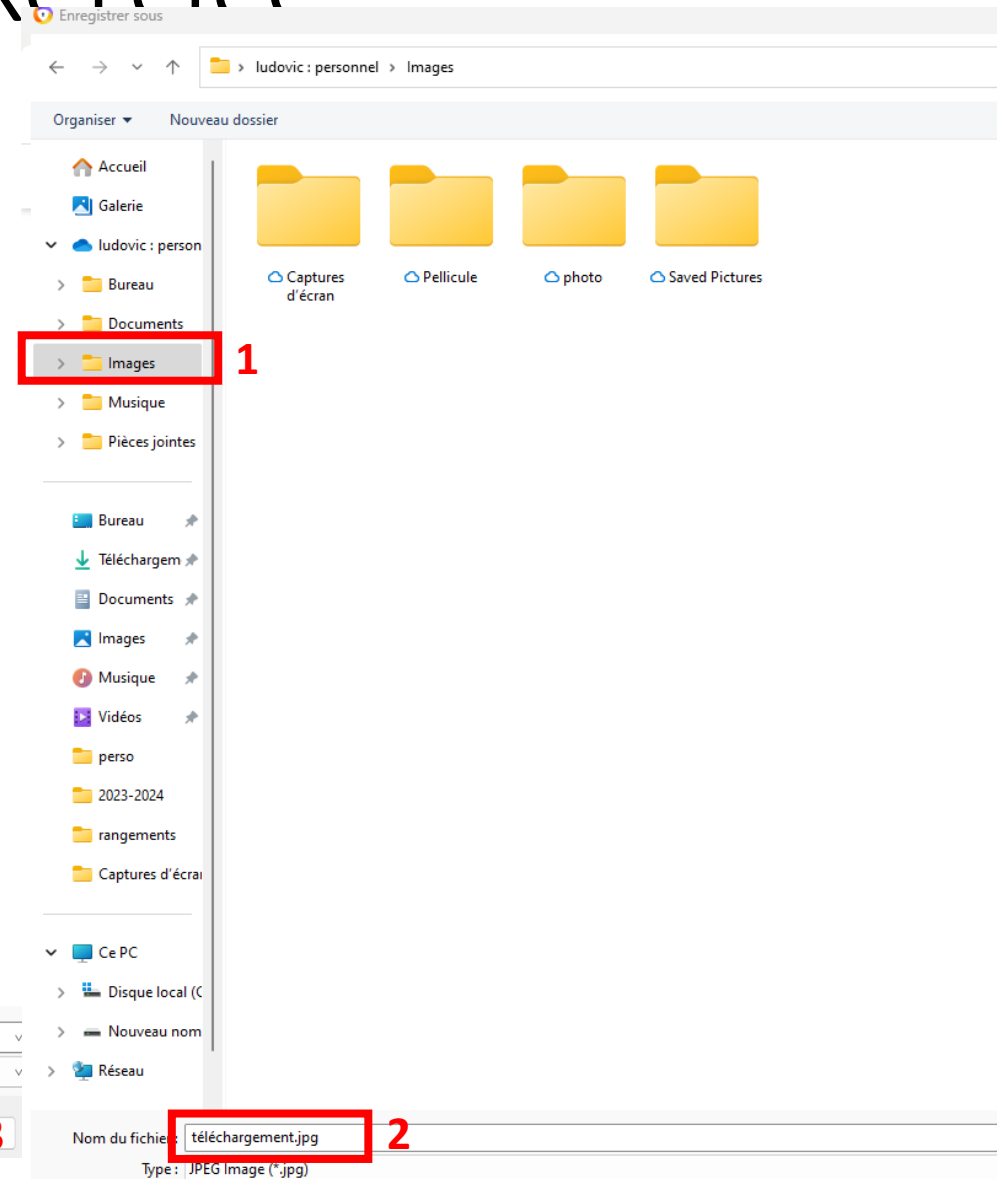 Enregistrer sous
ludovic : personnel > Images
Organiser Nouveau dossier
Accueil
Galerie
ludovic : person
Bureau
Documents
Images
1
Musique
Pièces jointes
Captures d'écran
Pellicule
photo
Saved Pictures
Bureau
Téléchargem
Documents
Images
Musique
Vidéos
perso
2023-2024
rangements
Captures d'écra
Ce PC
Disque local (C
Nouveau nom
Réseau
Nom du fichier : téléchargement.jpg
2
Type : JPEG Image (*.jpg)